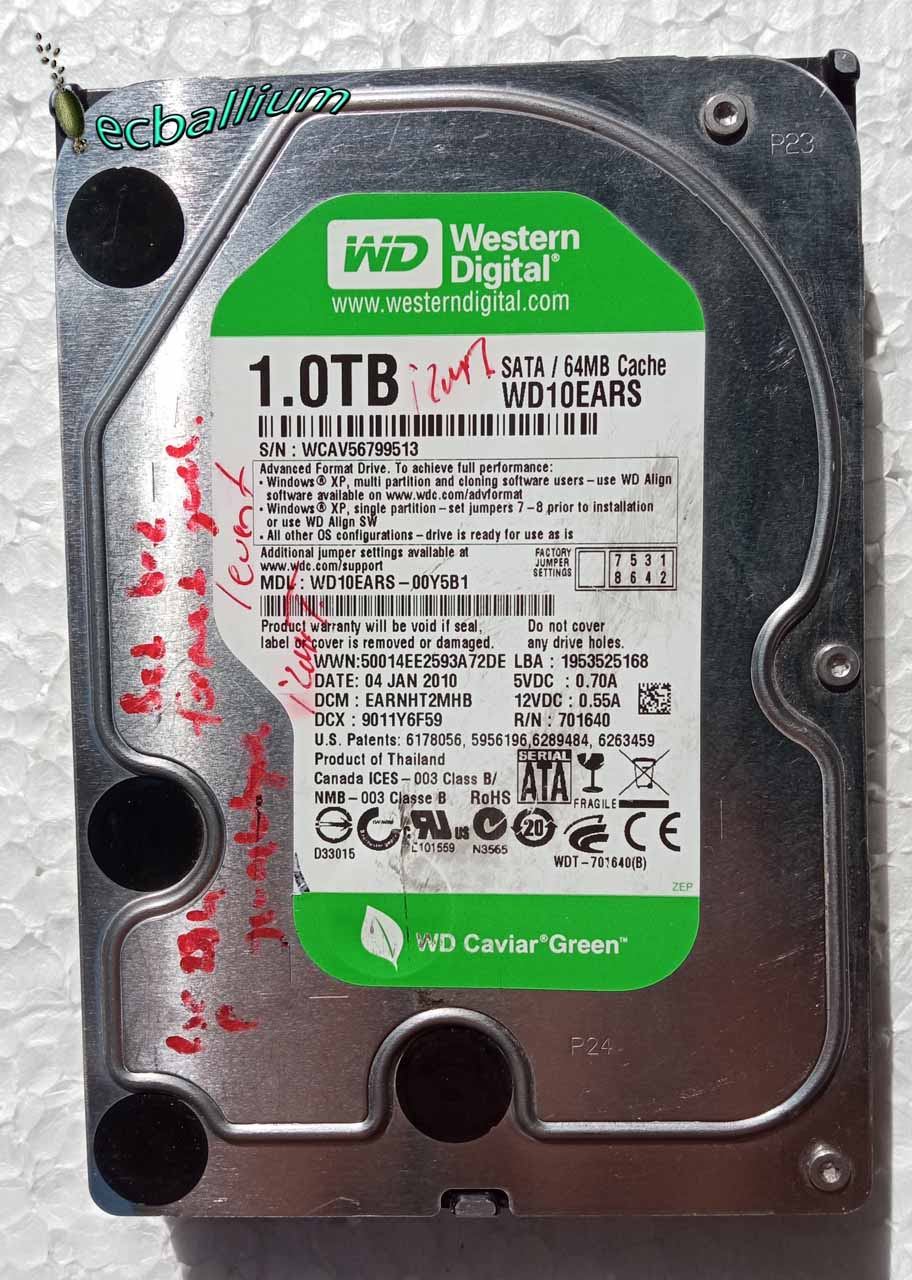 ecballium
P23
WD Western Digital®
www.westerndigital.com
1.0TB
SATA / 64MB Cache
WD10EARS
S/N : WCAV56799513
Advanced Format Drive. To achieve full performance:
• Windows® XP, multi partition and cloning software users – use WD Align
software available on www.wdc.com/advformat
• Windows® XP, single partition – set jumpers 7 – 8 prior to installation
or use WD Align SW
• All other OS configurations – drive is ready for use as is
Additional jumper settings available at
www.wdc.com/support
FACTORY
JUMPER
SETTINGS
7 5 3 1
8 6 4 2
MDL : WD10EARS – 00Y5B1
Product warranty will be void if seal,
label or cover is removed or damaged.
Do not cover
any drive holes.
WWN:50014EE2593A72DE LBA : 1953525168
DATE: 04 JAN 2010 5VDC : 0.70A
DCM : EARNHT2MHB 12VDC : 0.55A
DCX : 9011Y6F59 R/N : 701640
U.S. Patents: 6178056, 5956196,6289484, 6263459
Product of Thailand
Canada ICES – 003 Class B/
NMB – 003 Classe B RoHS
SERIAL
ATA
FRAGILE
D33015
E101559
US
N3565
20
CE
WDT – 701640(B)
ZEP
WD Caviar® Green™
P24